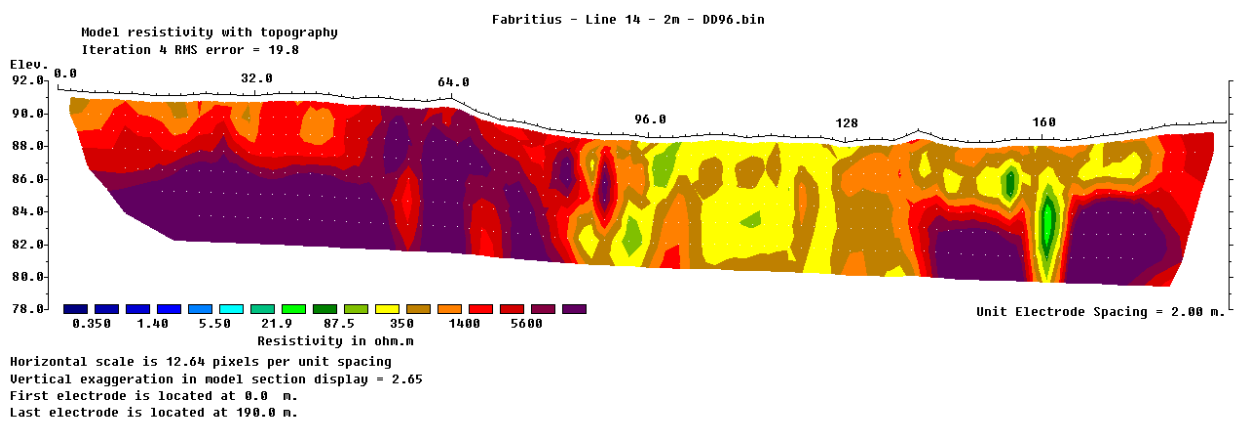 Fabritius - Line 14 - 2m - DD96.bin
Model resistivity with topography
Iteration 4 RMS error = 19.8
Elev.
0.0
32.0
64.0
96.0
128
160
92.0
90.0
88.0
86.0
84.0
82.0
80.0
78.0
0.350 1.40 5.50 21.9 87.5 350 1400 5600
Resistivity in ohm.m
Unit Electrode Spacing = 2.00 m.
Horizontal scale is 12.64 pixels per unit spacing
Vertical exaggeration in model section display = 2.65
First electrode is located at 0.0 m.
Last electrode is located at 190.0 m.